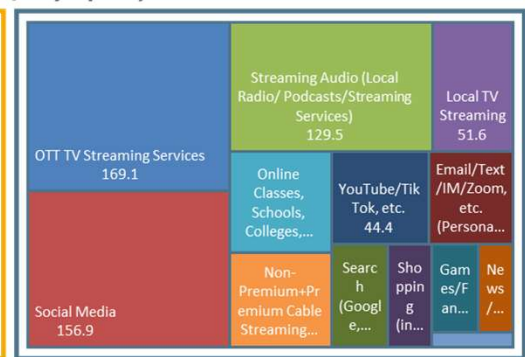 OTT TV Streaming Services
169.1
Social Media
156.9
Streaming Audio (Local
Radio/ Podcasts/Streaming
Services)
129.5
Local TV
Streaming
51.6
Online
Classes,
Schools,
Colleges,...
YouTube/Tik
Tok, etc.
44.4
Email/Text
/IM/Zoom,
etc.
(Persona...
Non-
Premium+Pr
emium Cable
Streaming...
Searc
h
(Googl
e,...
Sho
ppin
g
(in...
Gam
es/F
an...
Ne
ws
/...